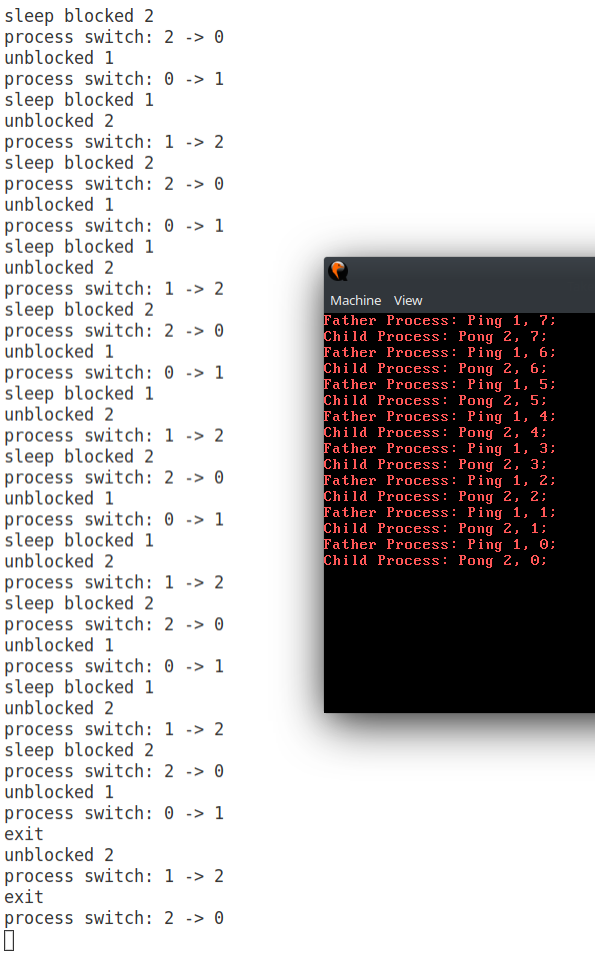 sleep blocked 2
process switch: 2 -> 0
unblocked 1
process switch: 0 -> 1
sleep blocked 1
unblocked 2
process switch: 1 -> 2
sleep blocked 2
process switch: 2 -> 0
unblocked 1
process switch: 0 -> 1
sleep blocked 1
unblocked 2
process switch: 1 -> 2
sleep blocked 2
process switch: 2 -> 0
unblocked 1
process switch: 0 -> 1
sleep blocked 1
unblocked 2
process switch: 1 -> 2
sleep blocked 2
process switch: 2 -> 0
unblocked 1
process switch: 0 -> 1
sleep blocked 1
unblocked 2
process switch: 1 -> 2
sleep blocked 2
process switch: 2 -> 0
unblocked 1
process switch: 0 -> 1
sleep blocked 1
unblocked 2
process switch: 1 -> 2
sleep blocked 2
process switch: 2 -> 0
unblocked 1
process switch: 0 -> 1
exit
unblocked 2
process switch: 1 -> 2
exit
process switch: 2 -> 0
Machine View
Father Process: Ping 1, 7;
Child Process: Pong 2, 7;
Father Process: Ping 1, 6;
Child Process: Pong 2, 6;
Father Process: Ping 1, 5;
Child Process: Pong 2, 5;
Father Process: Ping 1, 4;
Child Process: Pong 2, 4;
Father Process: Ping 1, 3;
Child Process: Pong 2, 3;
Father Process: Ping 1, 2;
Child Process: Pong 2, 2;
Father Process: Ping 1, 1;
Child Process: Pong 2, 1;
Father Process: Ping 1, 0;
Child Process: Pong 2, 0;